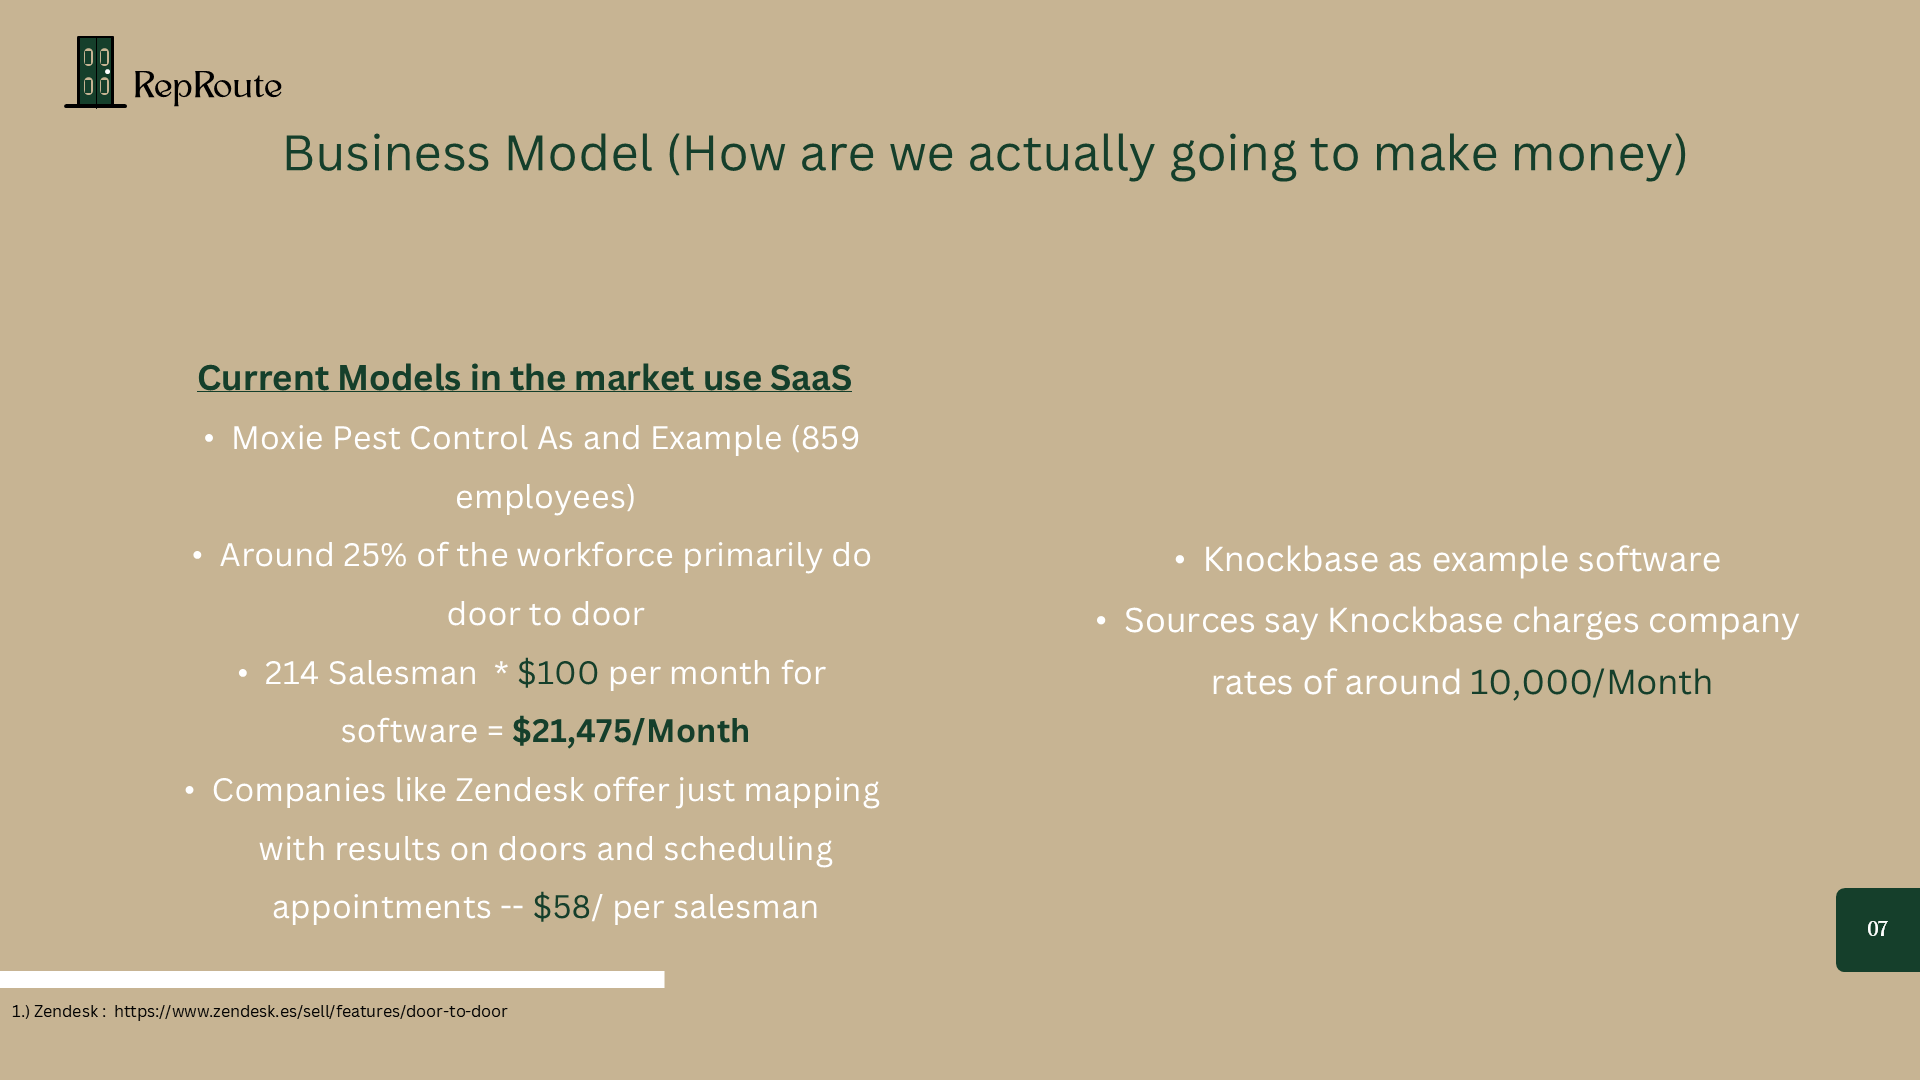 RepRoute
Business Model (How are we actually going to make money)
Current Models in the market use SaaS
• Moxie Pest Control As and Example (859
employees)
• Around 25% of the workforce primarily do
door to door
• 214 Salesman * $100 per month for
software = $21,475/Month
• Companies like Zendesk offer just mapping
with results on doors and scheduling
appointments -- $58/ per salesman
• Knockbase as example software
• Sources say Knockbase charges company
rates of around 10,000/Month
07
1.) Zendesk : https://www.zendesk.es/sell/features/door-to-door